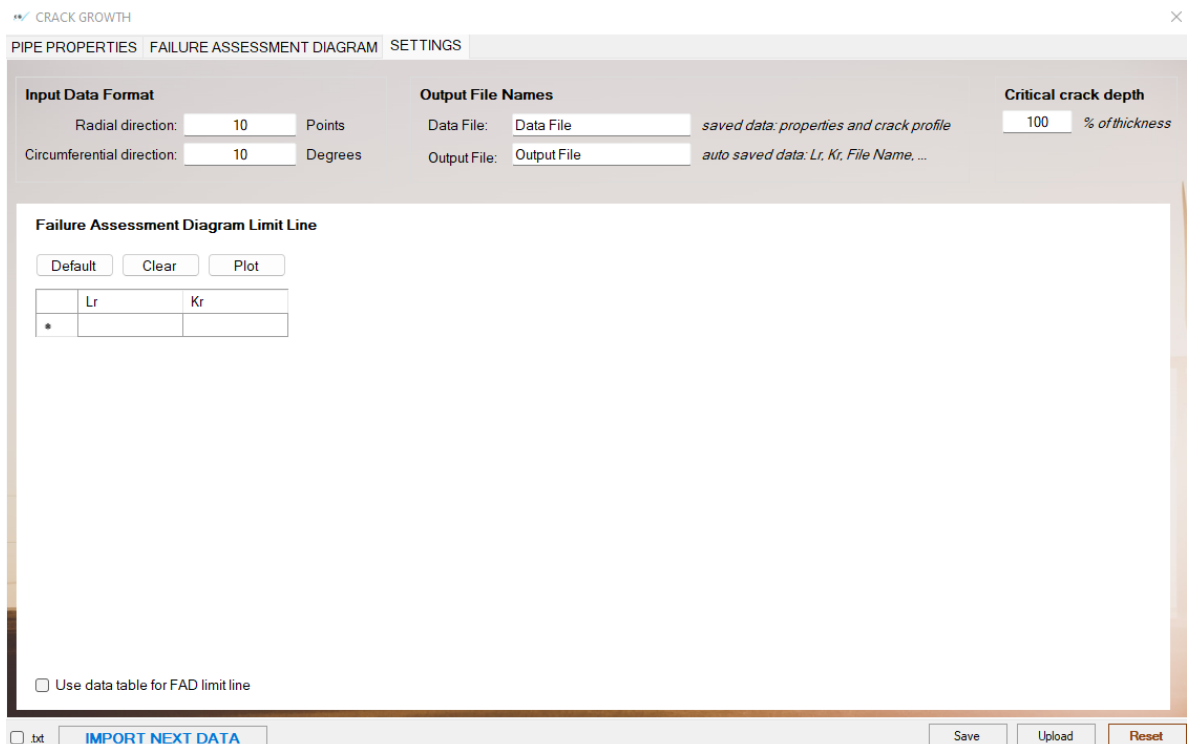 CRACK GROWTH
PIPE PROPERTIES FAILURE ASSESSMENT DIAGRAM SETTINGS
Input Data Format
Radial direction: 10 Points
Circumferential direction: 10 Degrees
Output File Names
Data File: Data File saved data: properties and crack profile
Output File: Output File auto saved data: Lr, Kr, File Name, ...
Critical crack depth
100 % of thickness
Failure Assessment Diagram Limit Line
Default Clear Plot
Lr Kr
Use data table for FAD limit line
.txt IMPORT NEXT DATA Save Upload Reset